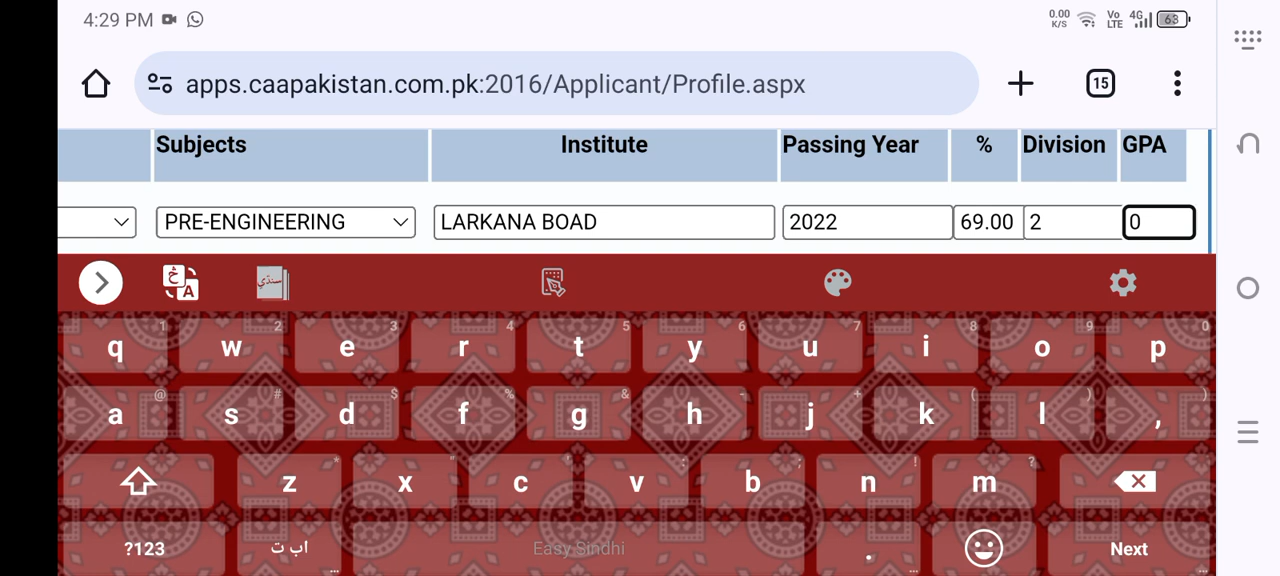 4:29 PM
0.00 K/S Vo LTE 4G 63
apps.caapakistan.com.pk:2016/Applicant/Profile.aspx
15
Subjects Institute Passing Year % Division GPA
PRE-ENGINEERING LARKANA BOAD 2022 69.00 2 0
خ A سنڌي
1 2 3 4 5 6 7 8 9 0
q w e r t y u i o p
@ # $ % & - + ( ) )
a s d f g h j k l ,
* " ' : ; ! ?
z x c v b n m
?123 اب ت Easy Sindhi . Next